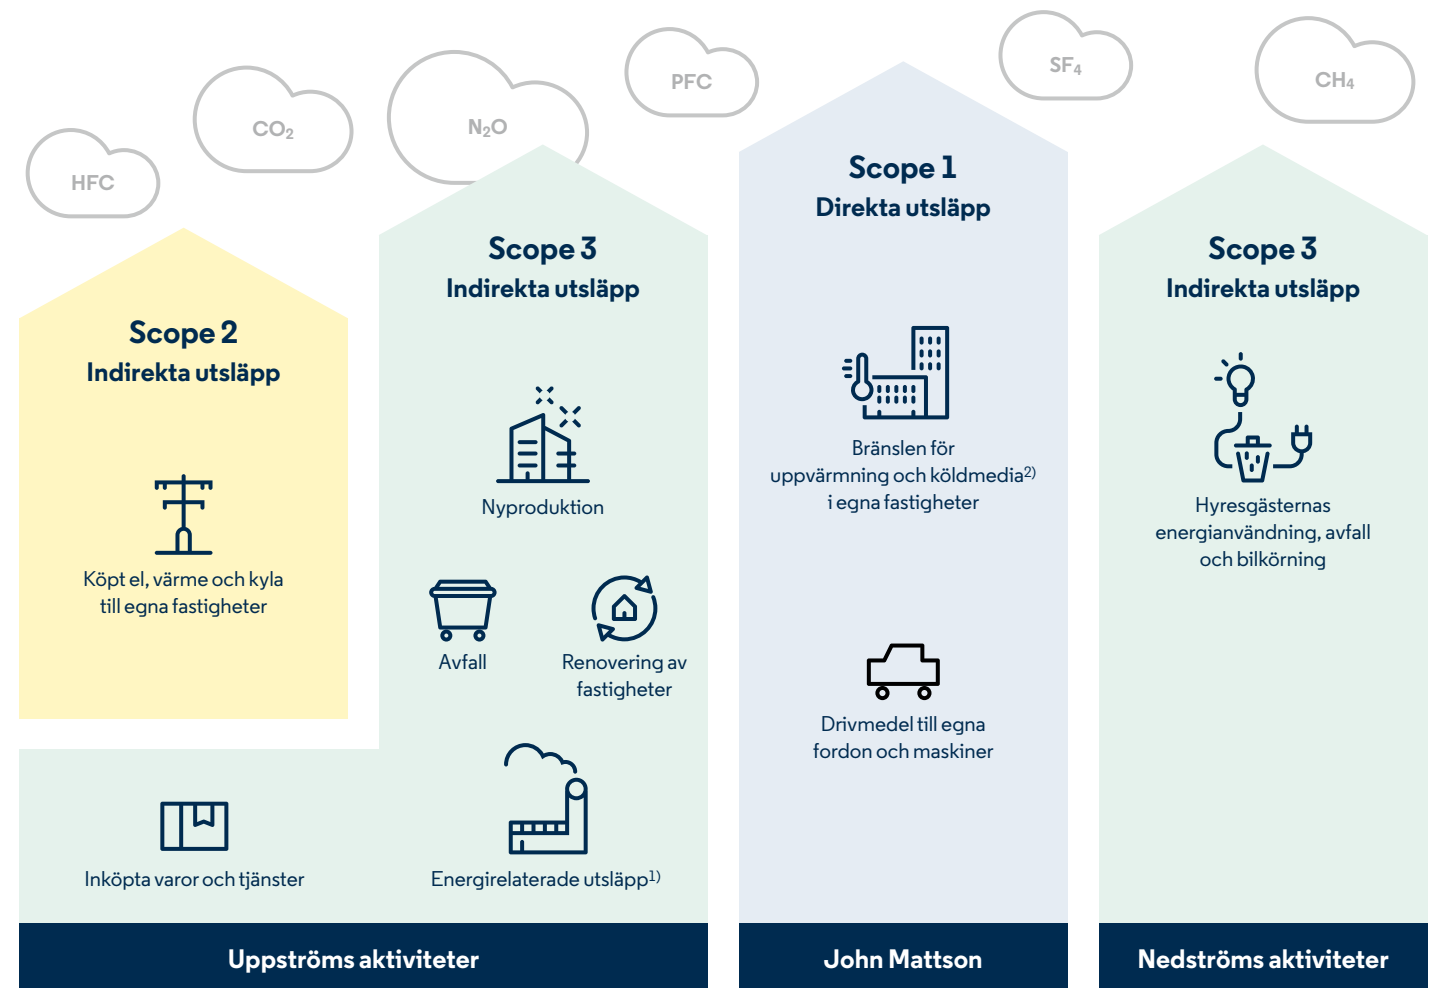 HFC
CO₂
N₂O
PFC
SF₄
CH₄
Scope 2
Indirekta utsläpp
Köpt el, värme och kyla
till egna fastigheter
Scope 3
Indirekta utsläpp
Nyproduktion
Avfall
Renovering av
fastigheter
Inköpta varor och tjänster
Energirelaterade utsläpp¹⁾
Uppströms aktiviteter
Scope 1
Direkta utsläpp
Bränslen för
uppvärmning och köldmedia²⁾
i egna fastigheter
Drivmedel till egna
fordon och maskiner
John Mattson
Scope 3
Indirekta utsläpp
Hyresgästernas
energianvändning, avfall
och bilkörning
Nedströms aktiviteter